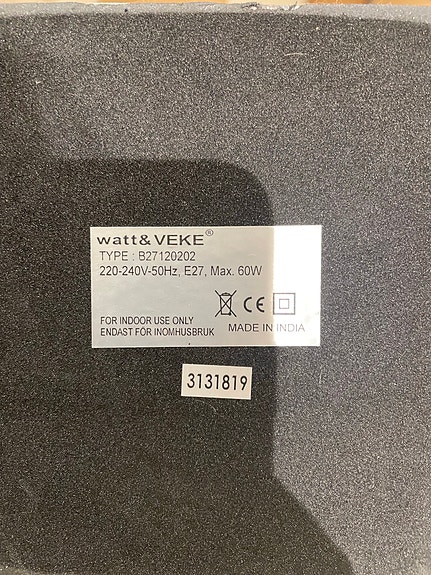 watt&VEKE®
TYPE : B27120202
220-240V-50Hz, E27, Max. 60W
CE
FOR INDOOR USE ONLY
ENDAST FÖR INOMHUSBRUK
MADE IN INDIA
3131819